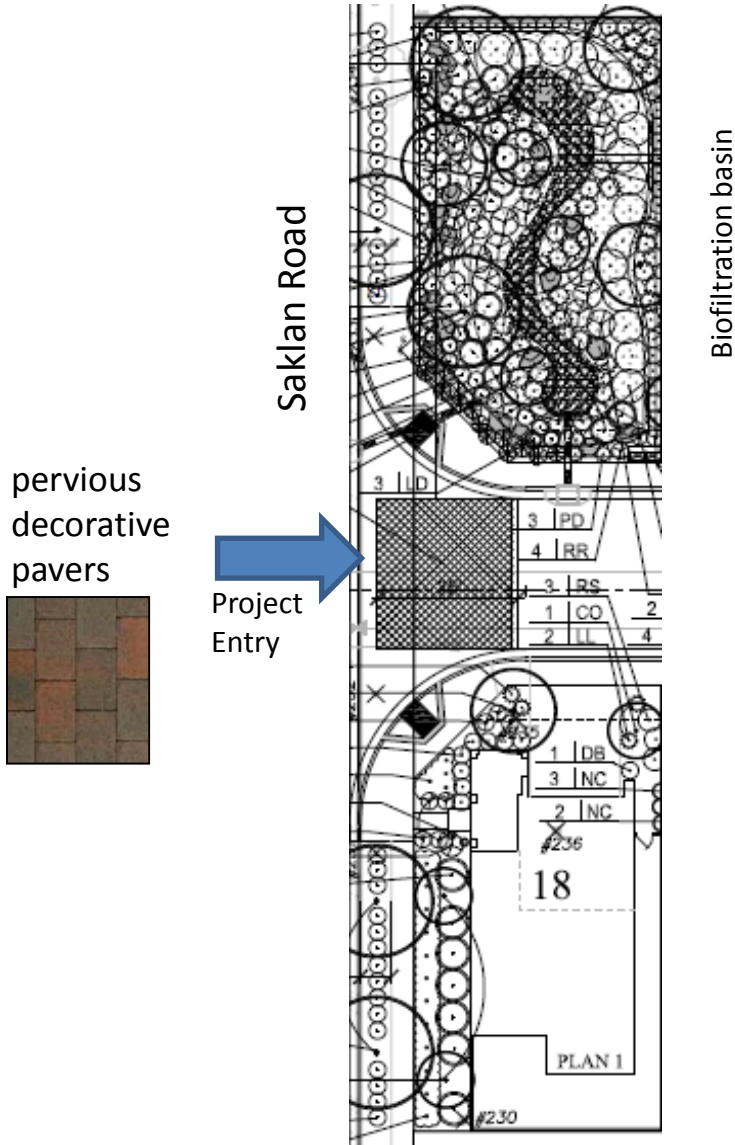 Saklan Road
Biofiltration basin
pervious
decorative
pavers
Project
Entry
3 LD
3 PD
4 RR
3 RS
1 CO
2 LL
2
4
#235
1 DB
3 NC
2 NC
#236
18
PLAN 1
#230